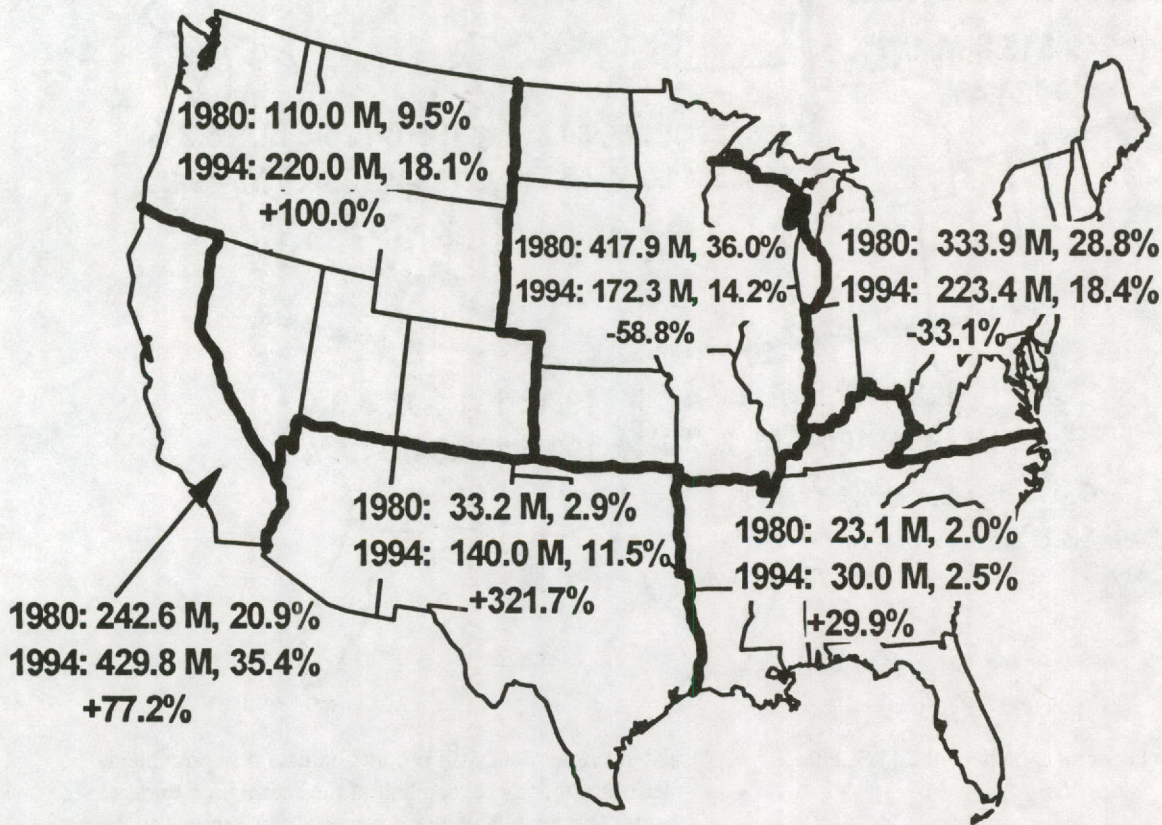 1980: 110.0 M, 9.5%
1994: 220.0 M, 18.1%
+100.0%
1980: 417.9 M, 36.0%
1994: 172.3 M, 14.2%
-58.8%
1980: 333.9 M, 28.8%
1994: 223.4 M, 18.4%
-33.1%
1980: 33.2 M, 2.9%
1994: 140.0 M, 11.5%
+321.7%
1980: 23.1 M, 2.0%
1994: 30.0 M, 2.5%
+29.9%
1980: 242.6 M, 20.9%
1994: 429.8 M, 35.4%
+77.2%